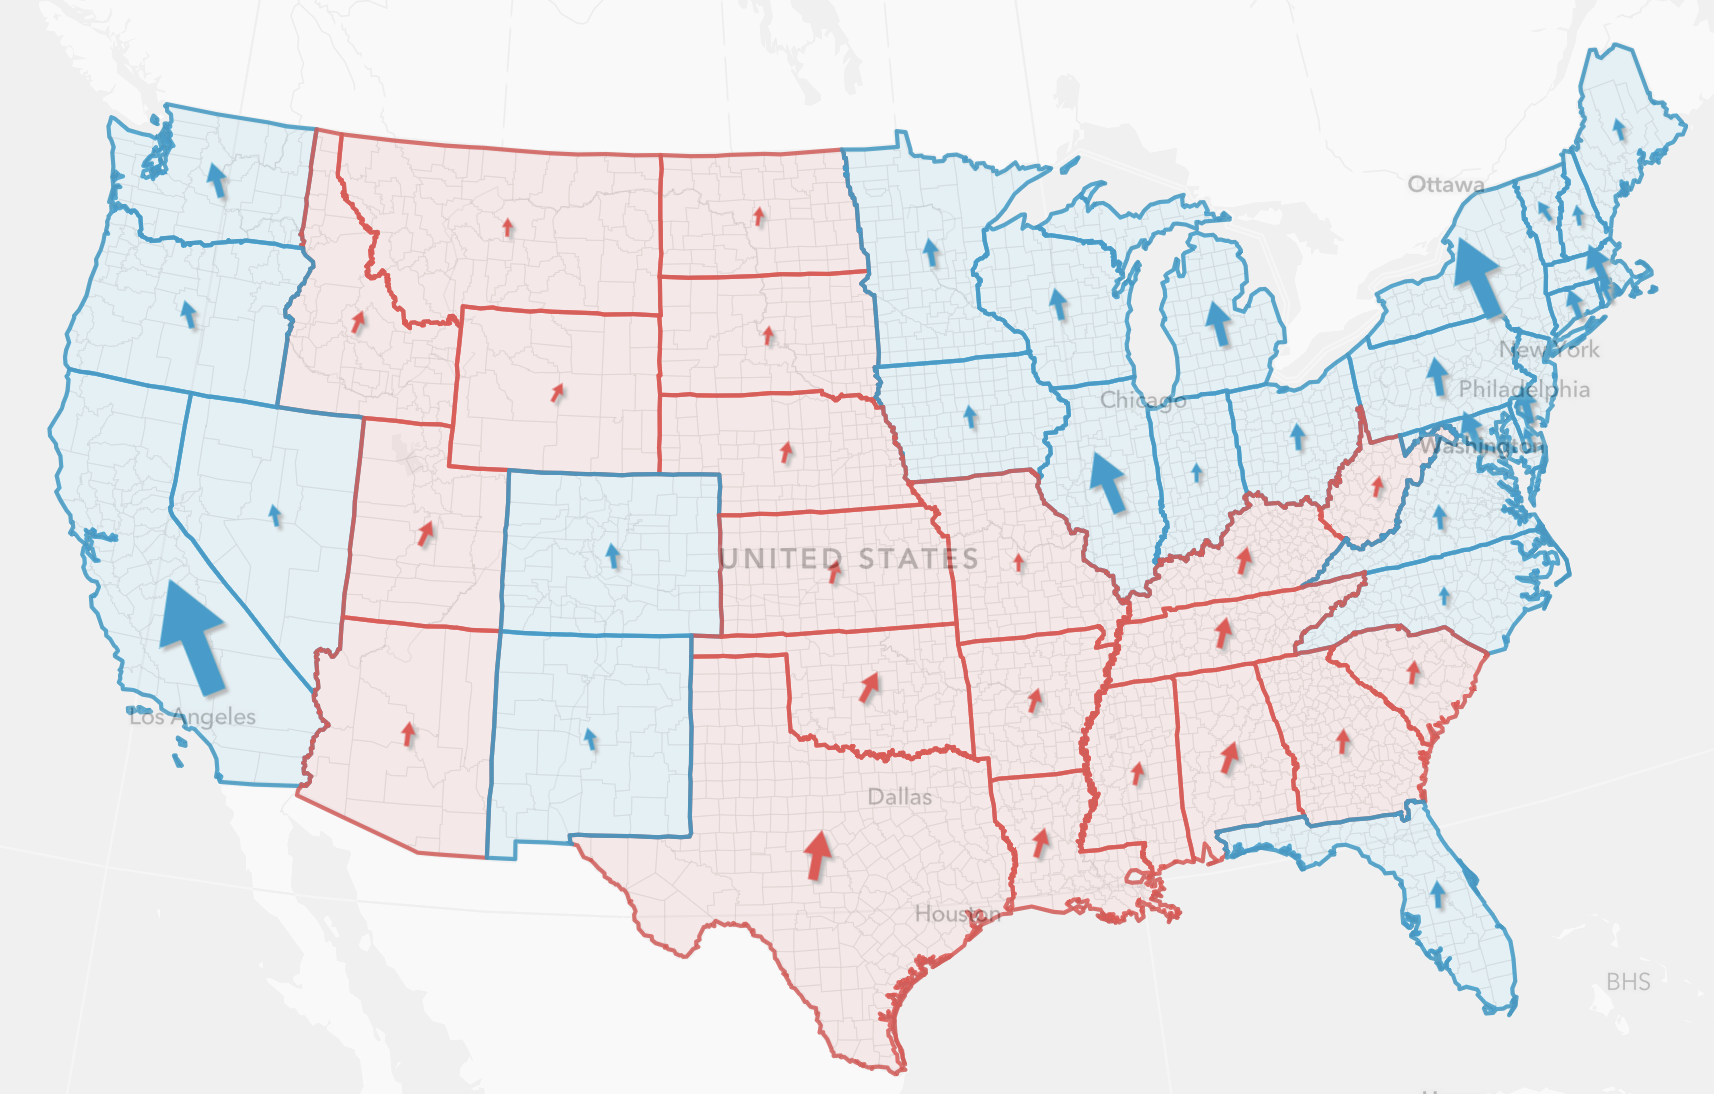 Ottawa
New York
Philadelphia
Chicago
Washington
UNITED STATES
Los Angeles
Dallas
Houston
BHS